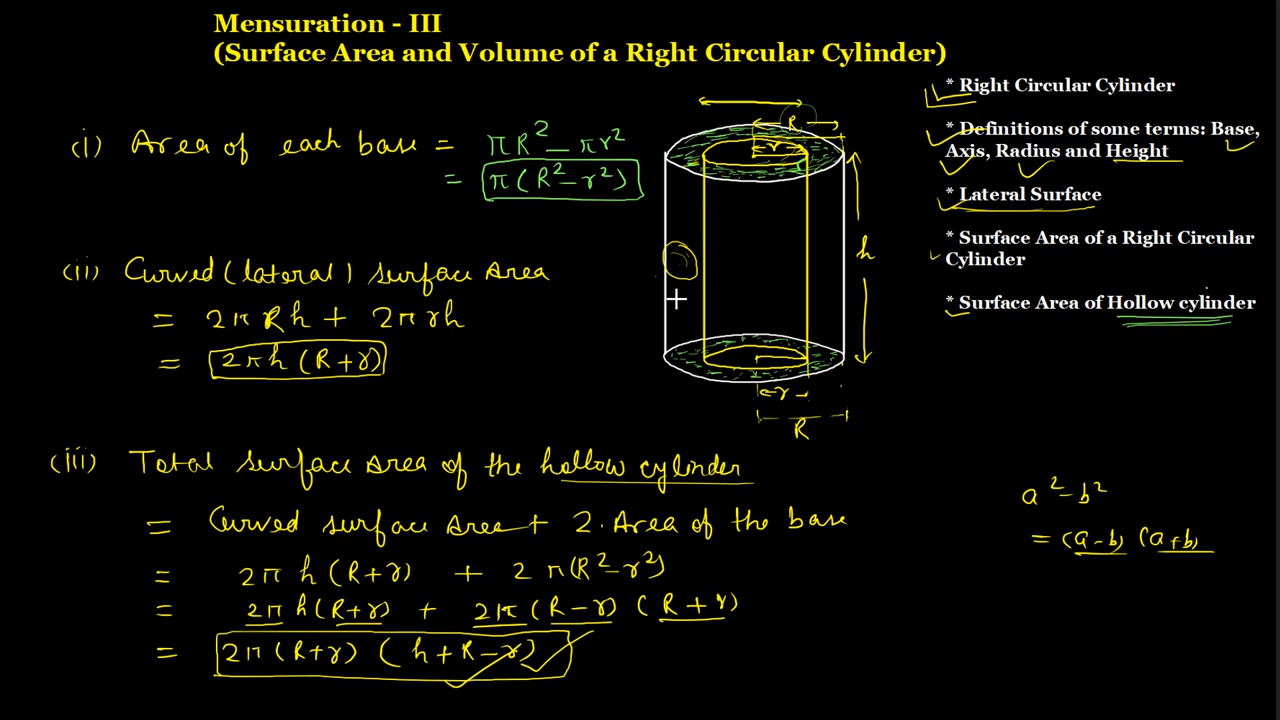 Mensuration - III
(Surface Area and Volume of a Right Circular Cylinder)
(i) Area of each base = πR² − πr²
= π(R² − r²)
(ii) Curved (lateral) surface area
= 2πRh + 2πrh
= 2πh(R+r)
(iii) Total surface area of the hollow cylinder
= Curved surface area + 2·Area of the base
= 2πh(R+r) + 2π(R²−r²)
= 2πh(R+r) + 2π(R−r)(R+r)
= 2π(R+r)(h+R−r)
R
r
h
r
R
* Right Circular Cylinder
* Definitions of some terms: Base,
Axis, Radius and Height
* Lateral Surface
* Surface Area of a Right Circular
Cylinder
* Surface Area of Hollow cylinder
a² − b²
= (a−b)(a+b)